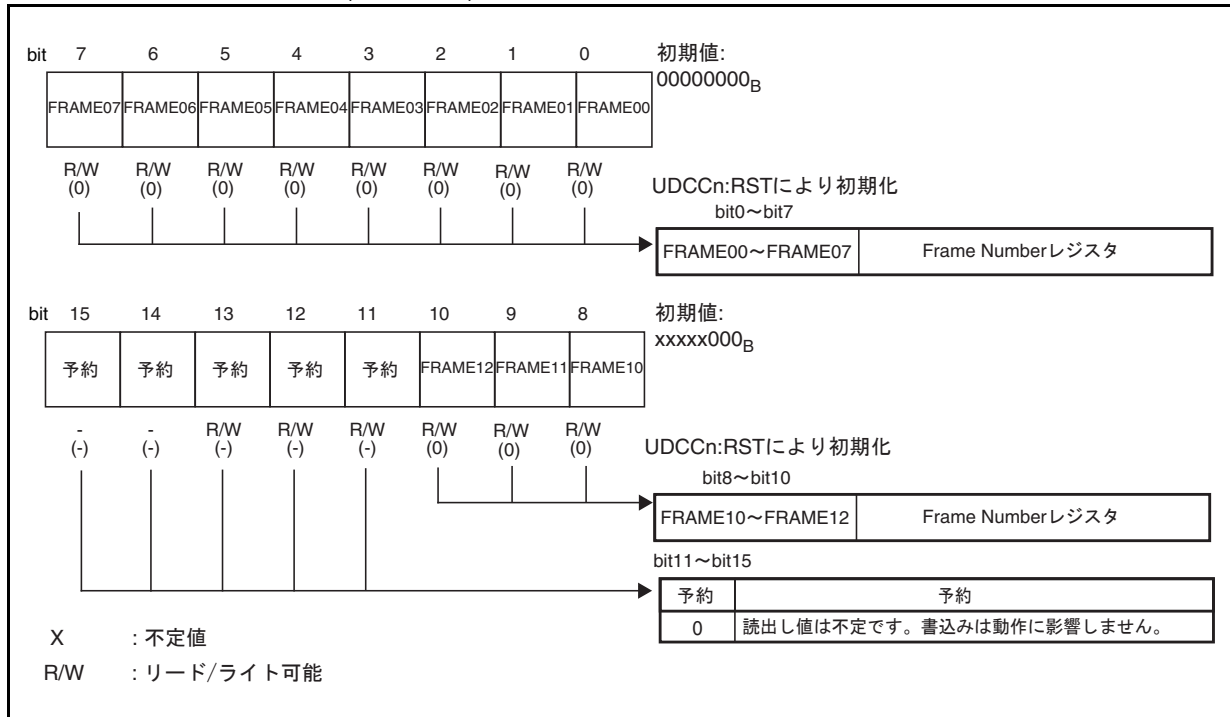 bit 7 6 5 4 3 2 1 0 初期値:
00000000B
FRAME07 FRAME06 FRAME05 FRAME04 FRAME03 FRAME02 FRAME01 FRAME00
R/W R/W R/W R/W R/W R/W R/W R/W
(0) (0) (0) (0) (0) (0) (0) (0)
UDCCn:RSTにより初期化
bit0～bit7
FRAME00～FRAME07 Frame Numberレジスタ
bit 15 14 13 12 11 10 9 8 初期値:
xxxxx000B
予約 予約 予約 予約 予約 FRAME12 FRAME11 FRAME10
- - R/W R/W R/W R/W R/W R/W
(-) (-) (-) (-) (-) (0) (0) (0)
UDCCn:RSTにより初期化
bit8～bit10
FRAME10～FRAME12 Frame Numberレジスタ
bit11～bit15
予約 予約
0 読出し値は不定です。書込みは動作に影響しません。
X : 不定値
R/W : リード/ライト可能